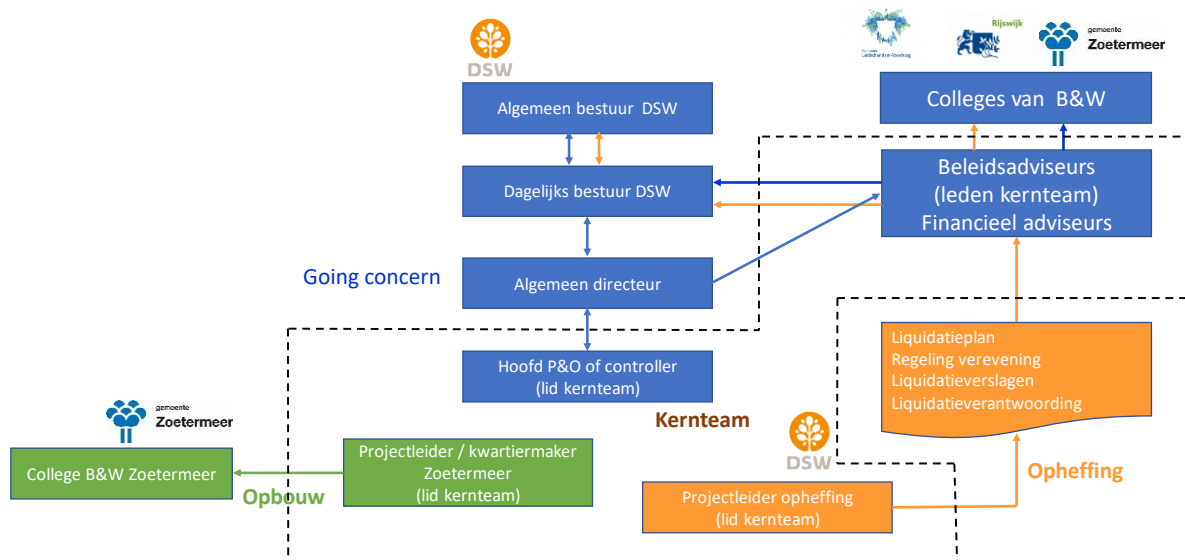 DSW
Rijswijk
gemeente
Zoetermeer
Algemeen bestuur DSW
Colleges van B&W
Dagelijks bestuur DSW
Beleidsadviseurs
(leden kernteam)
Financieel adviseurs
Going concern
Algemeen directeur
Hoofd P&O of controller
(lid kernteam)
Liquidatieplan
Regeling verevening
Liquidatieverslagen
Liquidatieverantwoording
Kernteam
gemeente
Zoetermeer
DSW
College B&W Zoetermeer
Opbouw
Projectleider / kwartiermaker
Zoetermeer
(lid kernteam)
Projectleider opheffing
(lid kernteam)
Opheffing